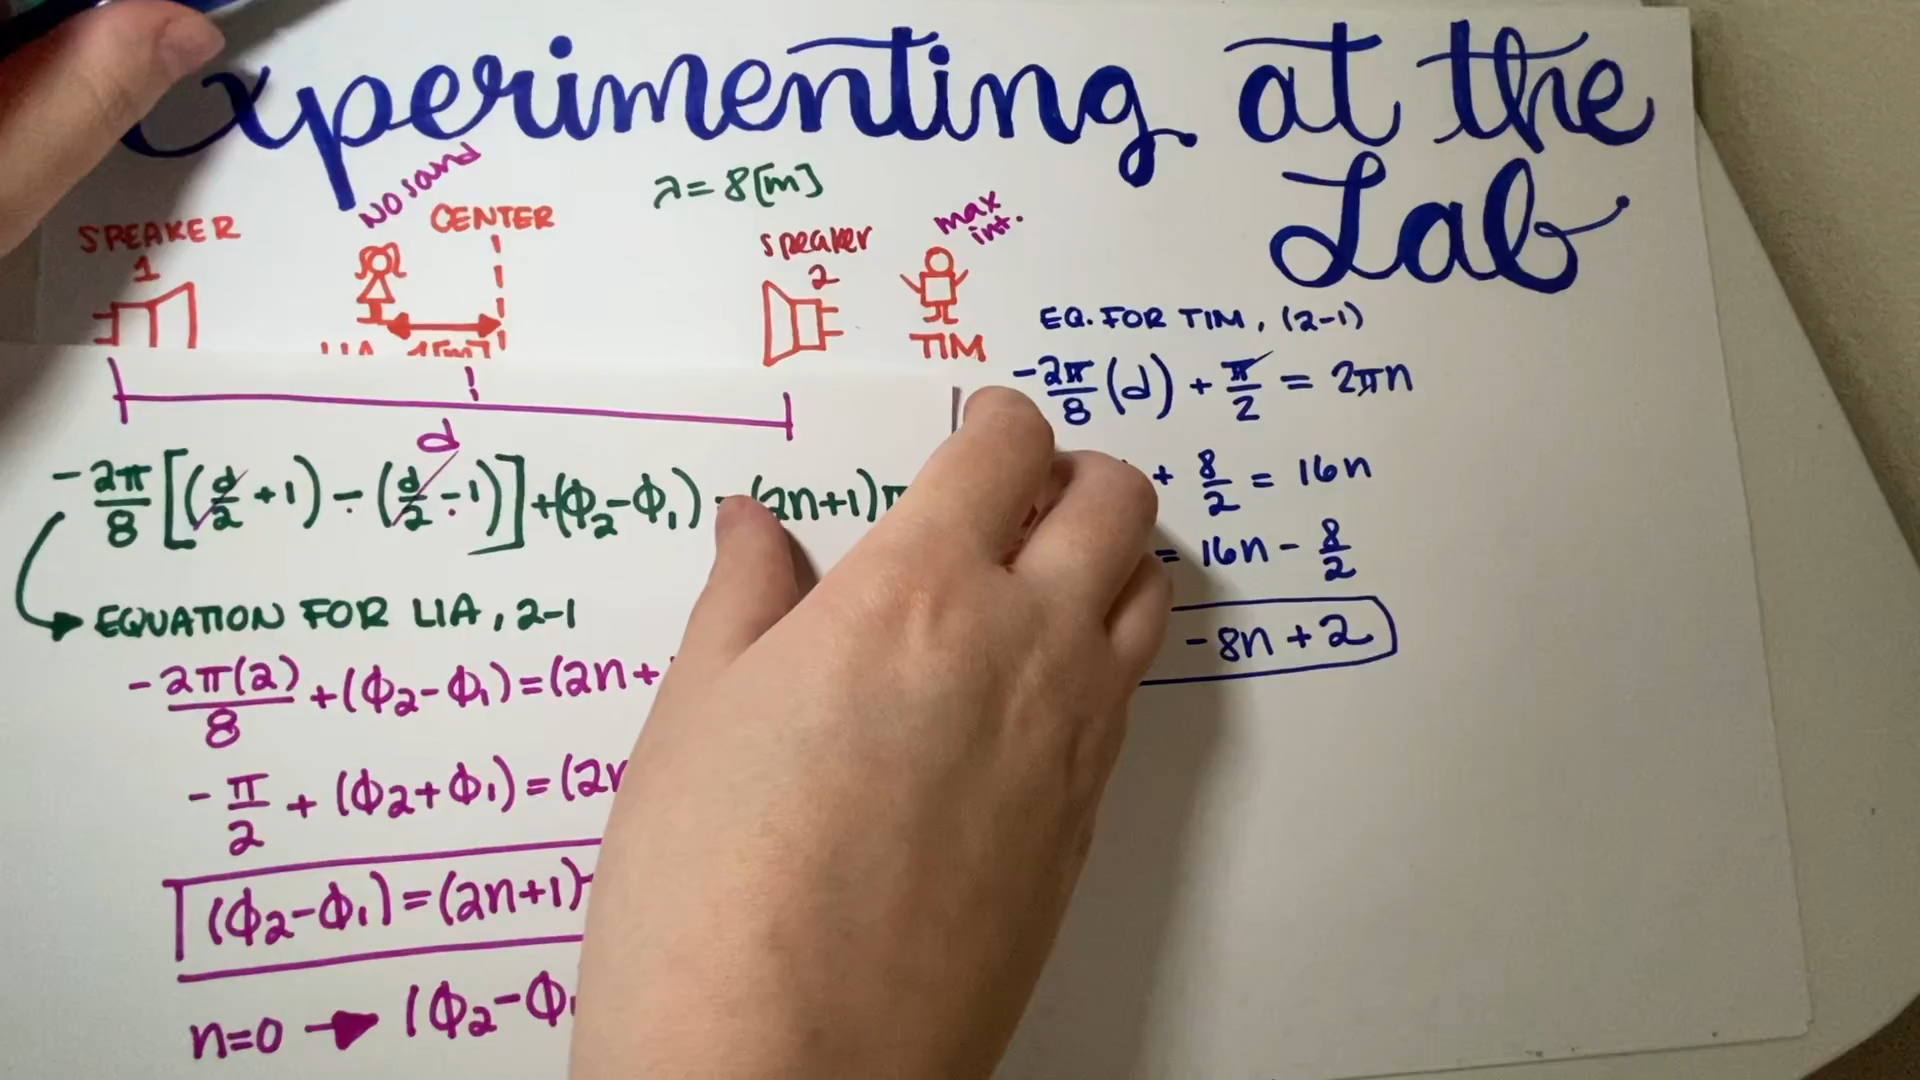 Experimenting at the
Lab
No sound
λ = 8[m]
SPEAKER
1
CENTER
speaker
2
max
int.
TIM
d
-2π/8 [(d/2 + 1) - (d/2 - 1)] + (ϕ2 - ϕ1) = (2n+1)π
EQUATION FOR LIA, 2-1
-2π(2)/8 + (ϕ2 - ϕ1) = (2n+
-π/2 + (ϕ2 + ϕ1) = (2n
(ϕ2 - ϕ1) = (2n+1)
n=0 → (ϕ2 - ϕ1
EQ. FOR TIM, (2-1)
-2π/8 (d) + π/2 = 2πn
+ 8/2 = 16n
= 16n - 8/2
-8n + 2